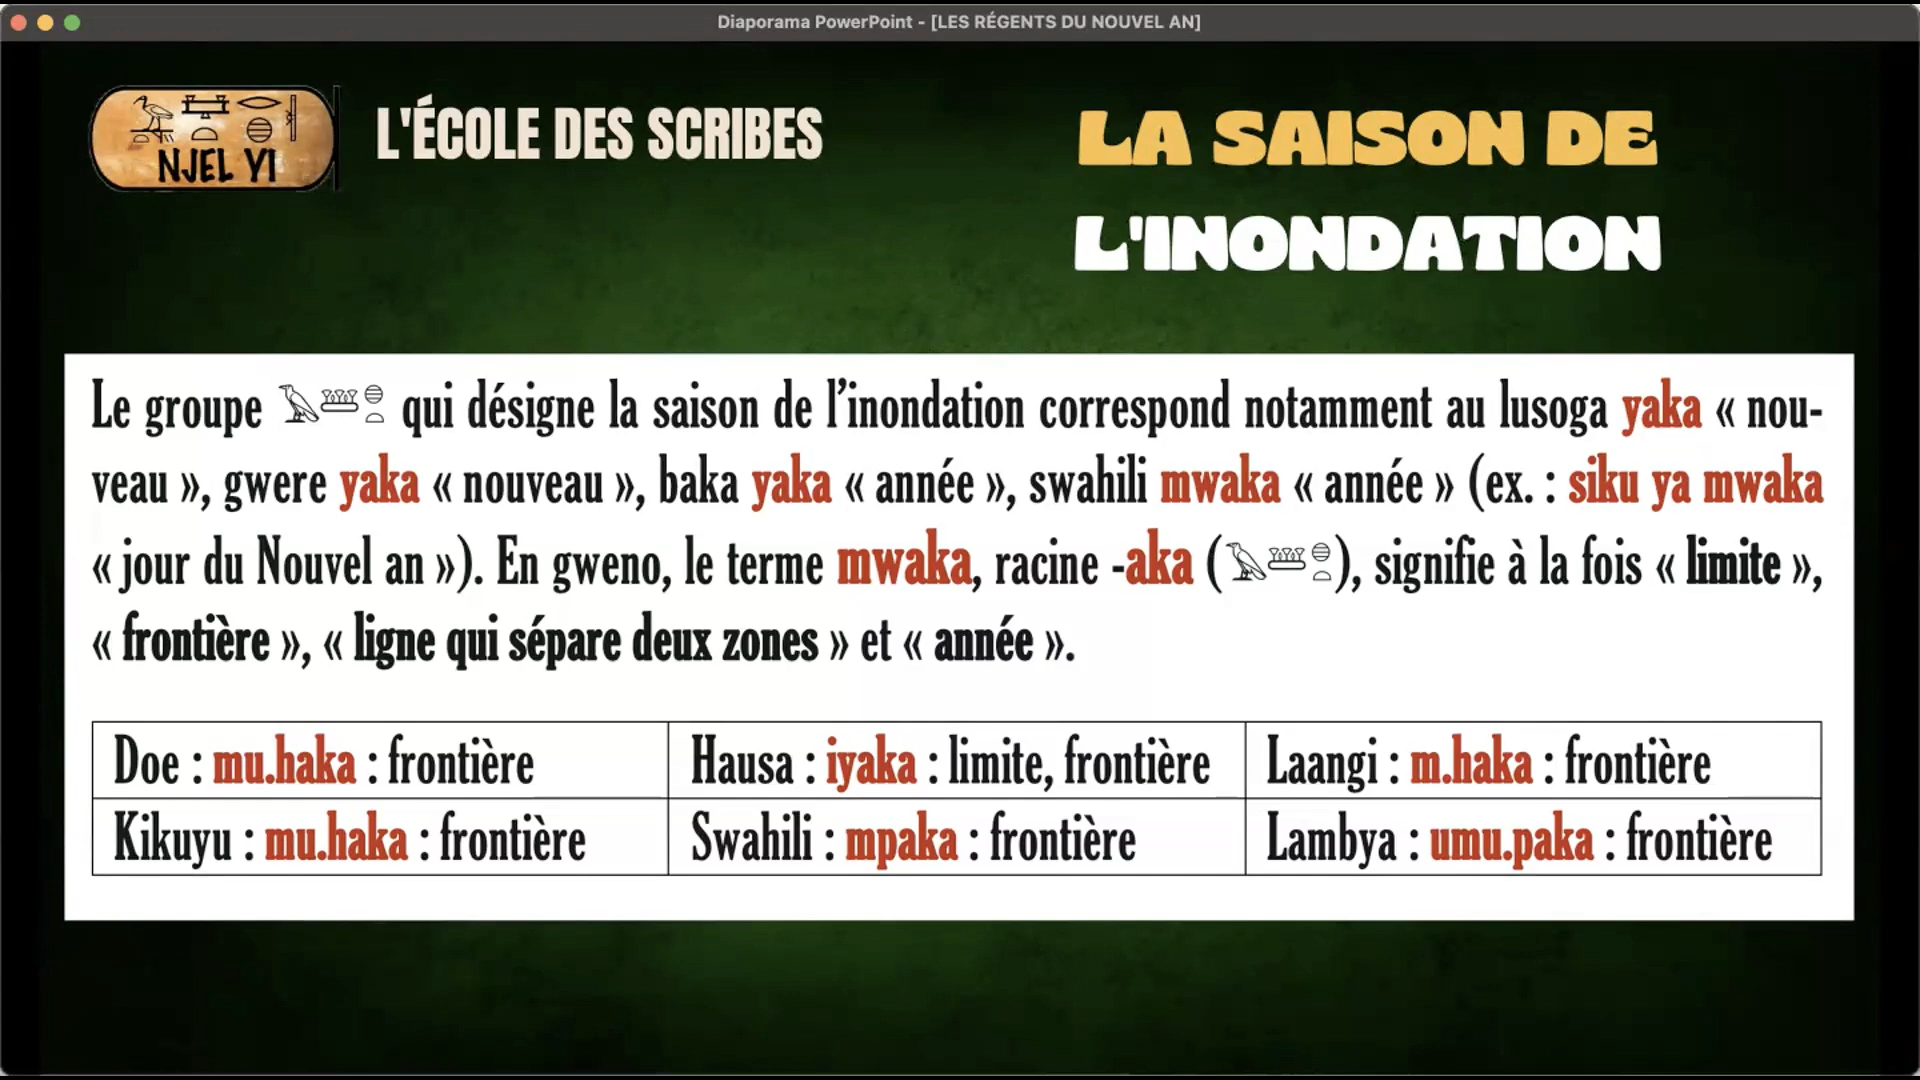 Diaporama PowerPoint - [LES RÉGENTS DU NOUVEL AN]
NJEL YI
L'ÉCOLE DES SCRIBES
LA SAISON DE
L'INONDATION
Le groupe qui désigne la saison de l’inondation correspond notamment au lusoga yaka « nou-
veau », gwere yaka « nouveau », baka yaka « année », swahili mwaka « année » (ex. : siku ya mwaka
« jour du Nouvel an »). En gweno, le terme mwaka, racine -aka (), signifie à la fois « limite »,
« frontière », « ligne qui sépare deux zones » et « année ».
Doe : mu.haka : frontière
Hausa : iyaka : limite, frontière
Laangi : m.haka : frontière
Kikuyu : mu.haka : frontière
Swahili : mpaka : frontière
Lambya : umu.paka : frontière